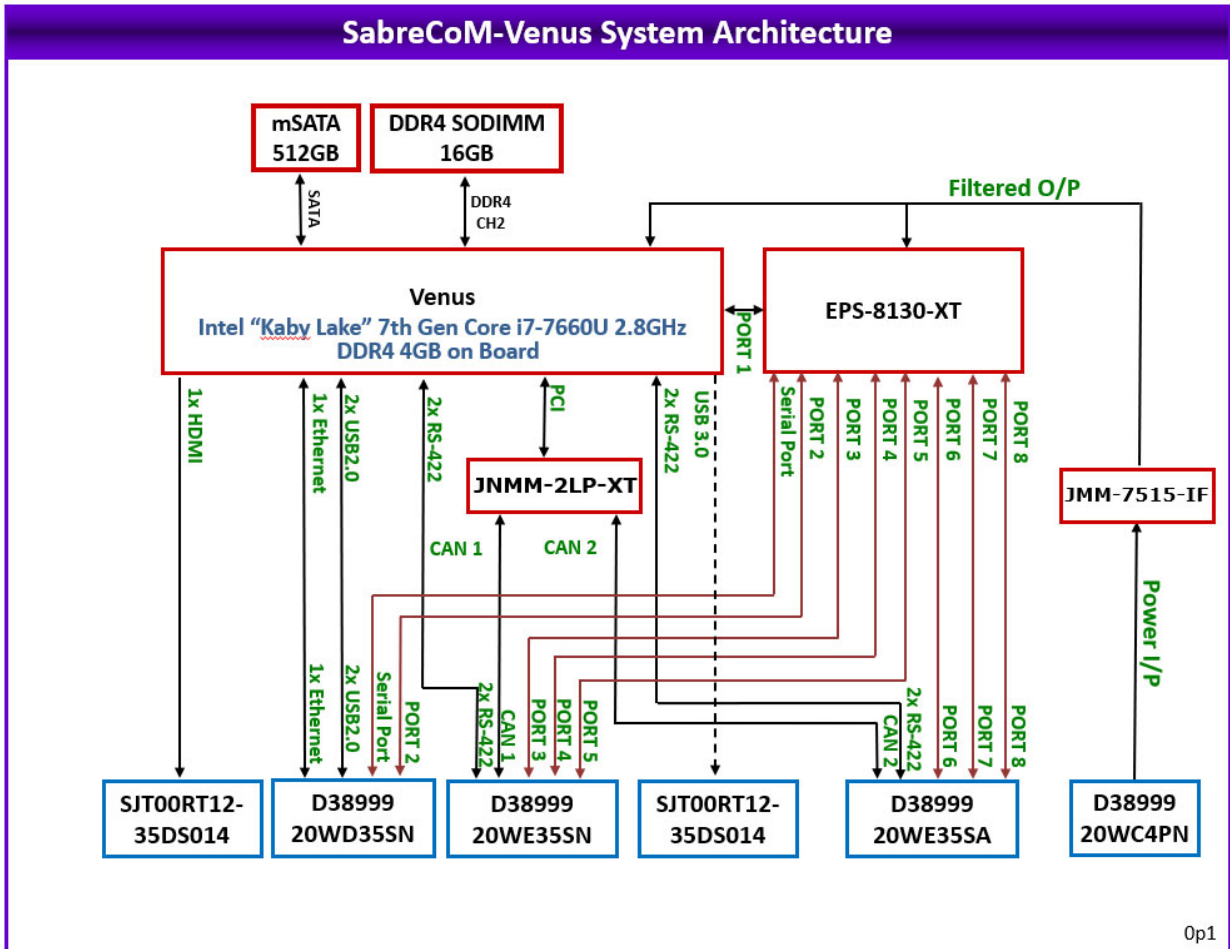 SabreCoM-Venus System Architecture
mSATA
512GB
DDR4 SODIMM
16GB
SATA
DDR4
CH2
Filtered O/P
Venus
Intel “Kaby Lake” 7th Gen Core i7-7660U 2.8GHz
DDR4 4GB on Board
EPS-8130-XT
PORT 1
1x HDMI
1x Ethernet
2x USB2.0
2x RS-422
PCI
2x RS-422
USB 3.0
Serial Port
PORT 2
PORT 3
PORT 4
PORT 5
PORT 6
PORT 7
PORT 8
JNMM-2LP-XT
JMM-7515-IF
CAN 1
CAN 2
Power I/P
1x Ethernet
2x USB2.0
Serial Port
PORT 2
2x RS-422
CAN 1
PORT 3
PORT 4
PORT 5
CAN 2
2x RS-422
PORT 6
PORT 7
PORT 8
SJT00RT12-
35DS014
D38999
20WD35SN
D38999
20WE35SN
SJT00RT12-
35DS014
D38999
20WE35SA
D38999
20WC4PN
0p1